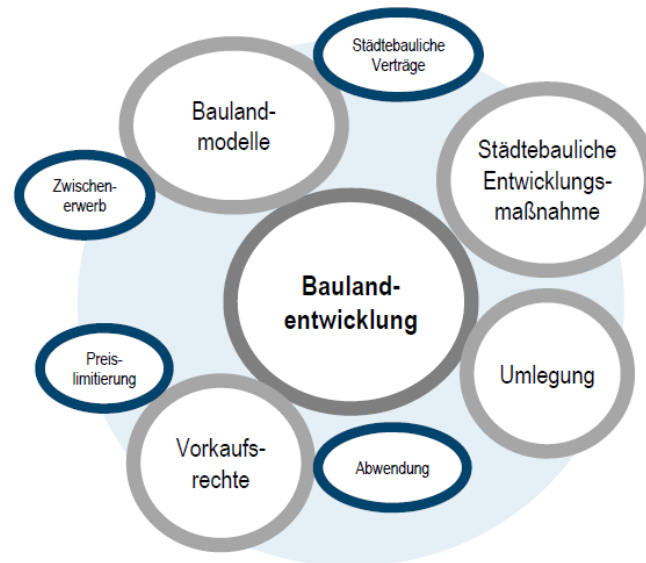 Städtebauliche
Verträge
Bauland-
modelle
Städtebauliche
Entwicklungs-
maßnahme
Zwischen-
erwerb
Bauland-
entwicklung
Preis-
limitierung
Umlegung
Vorkaufs-
rechte
Abwendung